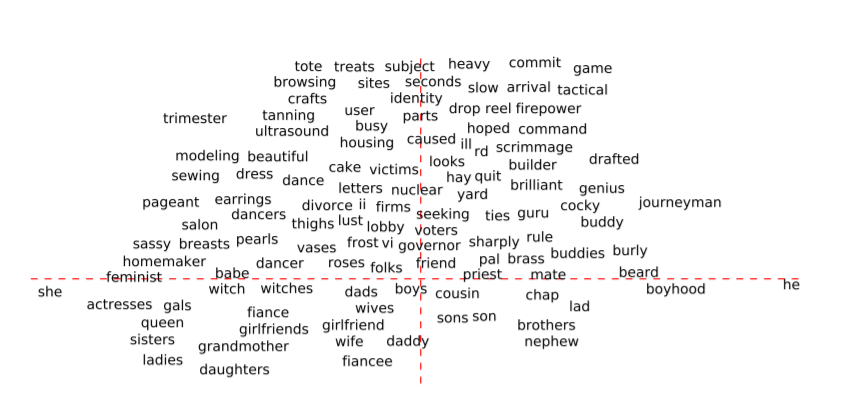 tote treats subject heavy commit game
browsing sites seconds slow arrival tactical
crafts identity
trimester tanning user parts drop reel firepower
ultrasound busy hoped command
housing caused ill rd scrimmage
modeling beautiful looks builder drafted
sewing dress dance cake victims hay quit
letters nuclear yard brilliant genius
pageant earrings divorce ii firms cocky journeyman
dancers thighs lust lobby seeking ties guru buddy
salon voters
sassy breasts pearls vases frost vi governor sharply rule
homemaker dancer roses folks friend pal brass buddies burly
feminist babe priest mate beard
she witch witches dads boys cousin chap boyhood he
actresses gals fiance wives lad
queen girlfriends girlfriend sons son brothers
sisters grandmother wife daddy nephew
ladies daughters fiancee